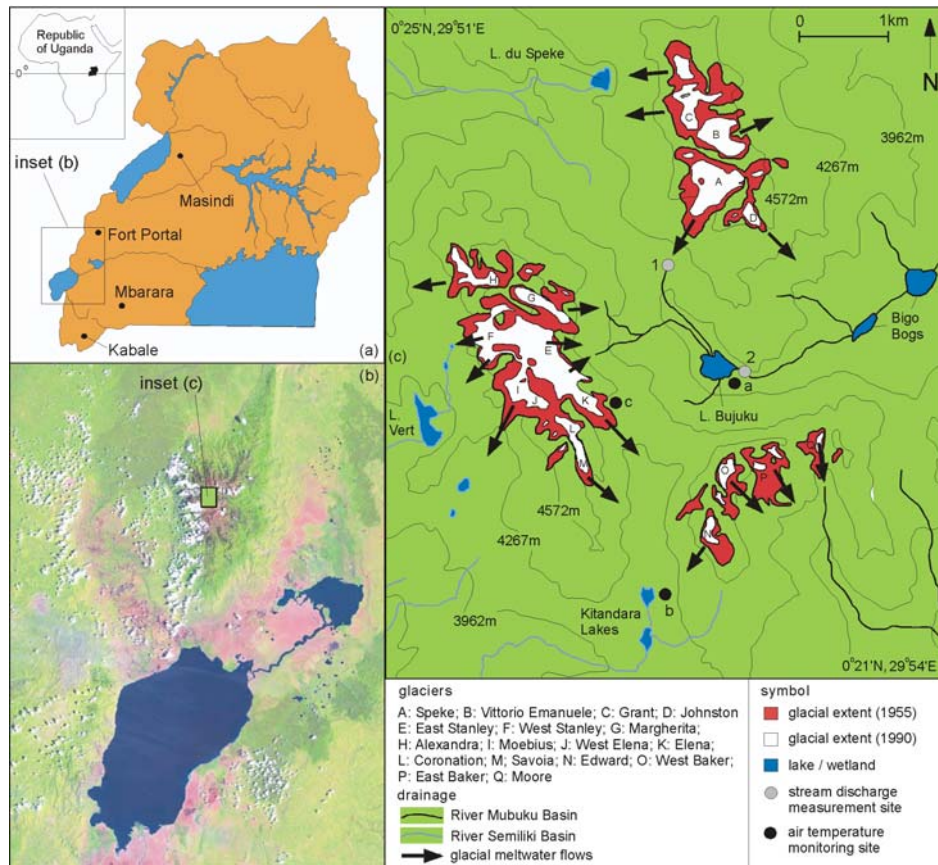 Republic
of Uganda
0°
inset (b)
Masindi
Fort Portal
Mbarara
Kabale
(a)
(b)
inset (c)
0°25'N, 29°51'E
0 1km
N
L. du Speke
3962m
4267m
4572m
C
B
A
D
1
H
G
F
E
I
J
K
L
M
c
(c)
2
a
L. Bujuku
Bigo
Bogs
L.
Vert
O
P
Q
N
4572m
4267m
3962m
b
Kitandara
Lakes
0°21'N, 29°54'E
glaciers
A: Speke; B: Vittorio Emanuele; C: Grant; D: Johnston
E: East Stanley; F: West Stanley; G: Margherita;
H: Alexandra; I: Moebius; J: West Elena; K: Elena;
L: Coronation; M; Savoia; N: Edward; O: West Baker;
P: East Baker; Q: Moore
drainage
River Mubuku Basin
River Semiliki Basin
glacial meltwater flows
symbol
glacial extent (1955)
glacial extent (1990)
lake / wetland
stream discharge
measurement site
air temperature
monitoring site